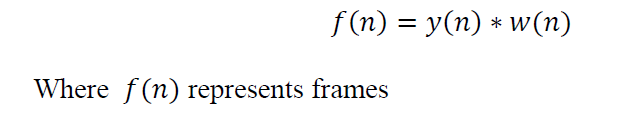 f(n) = y(n) * w(n)
Where f(n) represents frames